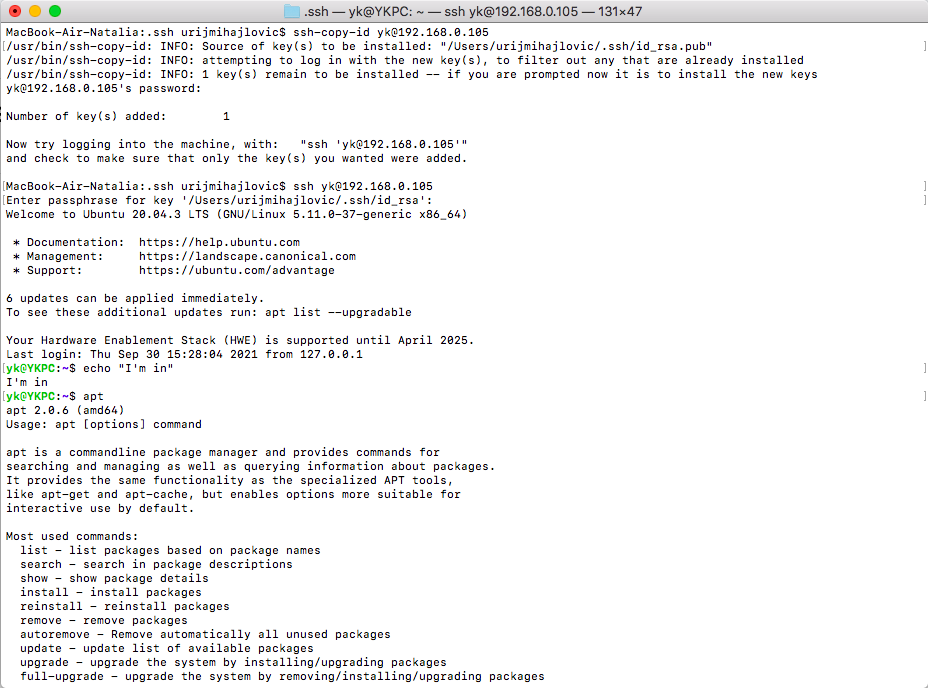 .ssh — yk@YKPC: ~ — ssh yk@192.168.0.105 — 131×47
MacBook-Air-Natalia:.ssh urijmihajlovic$ ssh-copy-id yk@192.168.0.105
[/usr/bin/ssh-copy-id: INFO: Source of key(s) to be installed: "/Users/urijmihajlovic/.ssh/id_rsa.pub" ]
/usr/bin/ssh-copy-id: INFO: attempting to log in with the new key(s), to filter out any that are already installed
/usr/bin/ssh-copy-id: INFO: 1 key(s) remain to be installed -- if you are prompted now it is to install the new keys
yk@192.168.0.105's password:
Number of key(s) added:        1
Now try logging into the machine, with:   "ssh 'yk@192.168.0.105'"
and check to make sure that only the key(s) you wanted were added.
[MacBook-Air-Natalia:.ssh urijmihajlovic$ ssh yk@192.168.0.105 ]
[Enter passphrase for key '/Users/urijmihajlovic/.ssh/id_rsa': ]
Welcome to Ubuntu 20.04.3 LTS (GNU/Linux 5.11.0-37-generic x86_64)
 * Documentation:  https://help.ubuntu.com
 * Management:     https://landscape.canonical.com
 * Support:        https://ubuntu.com/advantage
6 updates can be applied immediately.
To see these additional updates run: apt list --upgradable
Your Hardware Enablement Stack (HWE) is supported until April 2025.
Last login: Thu Sep 30 15:28:04 2021 from 127.0.0.1
[yk@YKPC:~$ echo "I'm in" ]
I'm in
[yk@YKPC:~$ apt ]
apt 2.0.6 (amd64)
Usage: apt [options] command
apt is a commandline package manager and provides commands for
searching and managing as well as querying information about packages.
It provides the same functionality as the specialized APT tools,
like apt-get and apt-cache, but enables options more suitable for
interactive use by default.
Most used commands:
  list - list packages based on package names
  search - search in package descriptions
  show - show package details
  install - install packages
  reinstall - reinstall packages
  remove - remove packages
  autoremove - Remove automatically all unused packages
  update - update list of available packages
  upgrade - upgrade the system by installing/upgrading packages
  full-upgrade - upgrade the system by removing/installing/upgrading packages